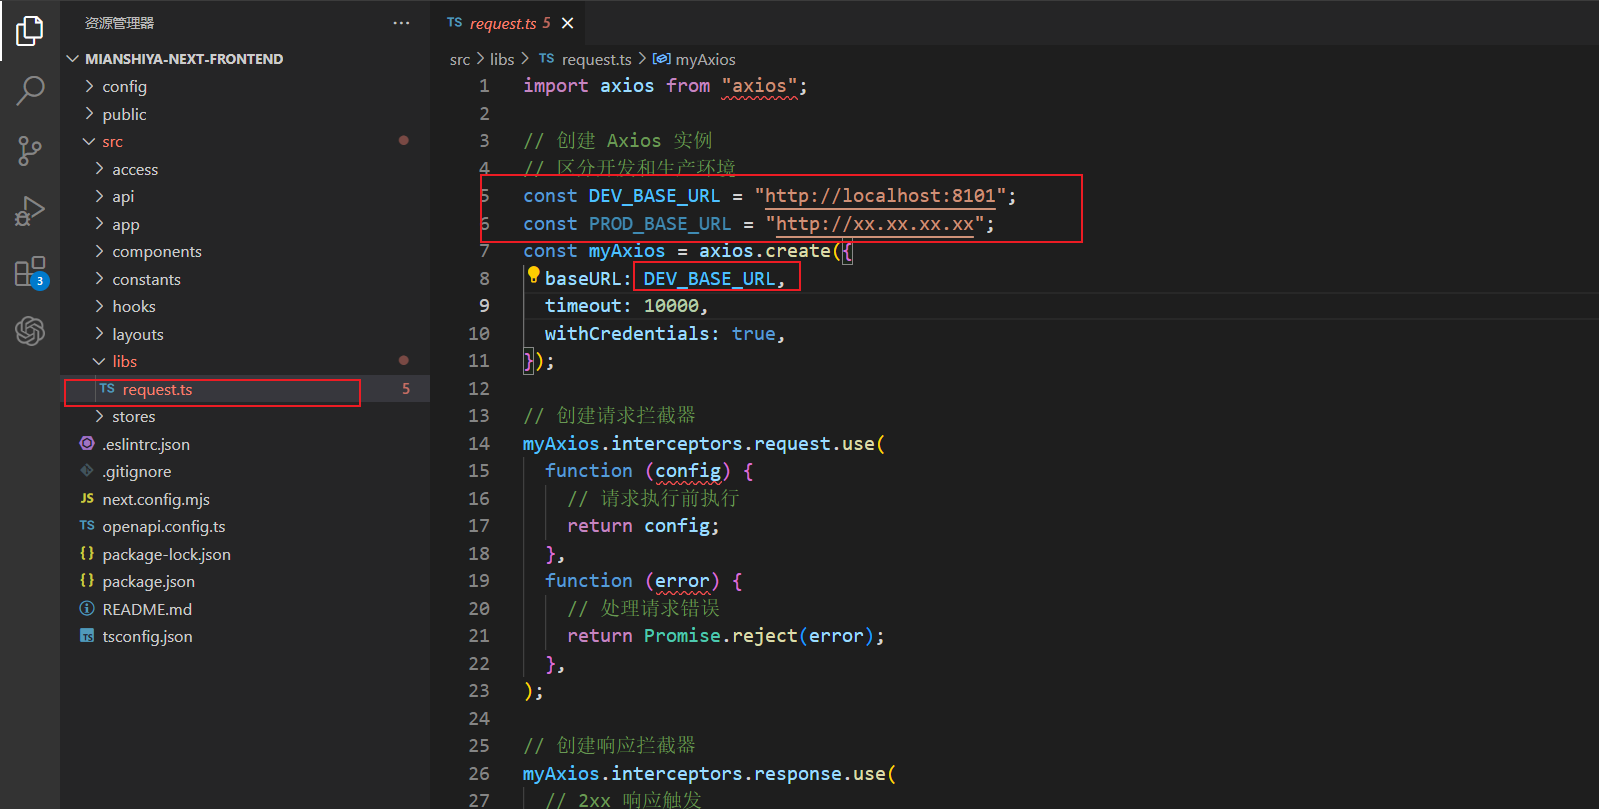 资源管理器
MIANSHIYA-NEXT-FRONTEND
config
public
src
access
api
app
components
constants
hooks
layouts
libs
TS request.ts 5
stores
.eslintrc.json
.gitignore
JS next.config.mjs
TS openapi.config.ts
{} package-lock.json
{} package.json
README.md
TS tsconfig.json
3
TS request.ts 5
src > libs > TS request.ts > myAxios
1 import axios from "axios";
2
3 // 创建 Axios 实例
4 // 区分开发和生产环境
5 const DEV_BASE_URL = "http://localhost:8101";
6 const PROD_BASE_URL = "http://xx.xx.xx.xx";
7 const myAxios = axios.create({
8 baseURL: DEV_BASE_URL,
9 timeout: 10000,
10 withCredentials: true,
11 });
12
13 // 创建请求拦截器
14 myAxios.interceptors.request.use(
15 function (config) {
16 // 请求执行前执行
17 return config;
18 },
19 function (error) {
20 // 处理请求错误
21 return Promise.reject(error);
22 },
23 );
24
25 // 创建响应拦截器
26 myAxios.interceptors.response.use(
27 // 2xx 响应触发